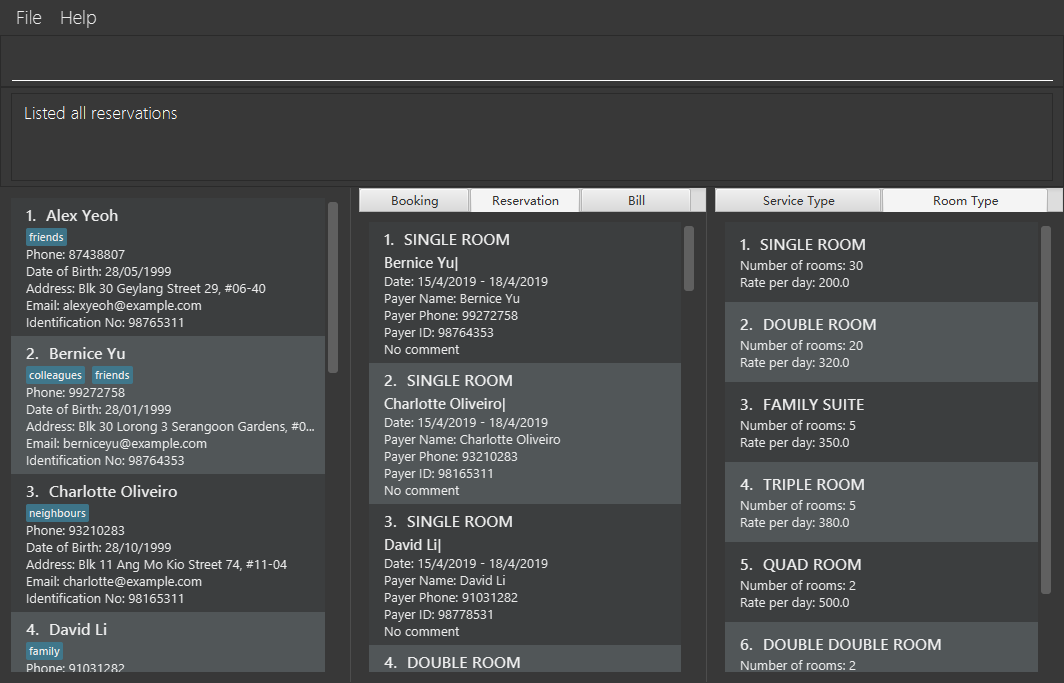 File Help
Listed all reservations
1. Alex Yeoh
friends
Phone: 87438807
Date of Birth: 28/05/1999
Address: Blk 30 Geylang Street 29, #06-40
Email: alexyeoh@example.com
Identification No: 98765311
2. Bernice Yu
colleagues friends
Phone: 99272758
Date of Birth: 28/01/1999
Address: Blk 30 Lorong 3 Serangoon Gardens, #0...
Email: berniceyu@example.com
Identification No: 98764353
3. Charlotte Oliveiro
neighbours
Phone: 93210283
Date of Birth: 28/10/1999
Address: Blk 11 Ang Mo Kio Street 74, #11-04
Email: charlotte@example.com
Identification No: 98165311
4. David Li
family
Phone: 91031282
Booking Reservation Bill
1. SINGLE ROOM
Bernice Yu|
Date: 15/4/2019 - 18/4/2019
Payer Name: Bernice Yu
Payer Phone: 99272758
Payer ID: 98764353
No comment
2. SINGLE ROOM
Charlotte Oliveiro|
Date: 15/4/2019 - 18/4/2019
Payer Name: Charlotte Oliveiro
Payer Phone: 93210283
Payer ID: 98165311
No comment
3. SINGLE ROOM
David Li|
Date: 15/4/2019 - 18/4/2019
Payer Name: David Li
Payer Phone: 91031282
Payer ID: 98778531
No comment
4. DOUBLE ROOM
Service Type Room Type
1. SINGLE ROOM
Number of rooms: 30
Rate per day: 200.0
2. DOUBLE ROOM
Number of rooms: 20
Rate per day: 320.0
3. FAMILY SUITE
Number of rooms: 5
Rate per day: 350.0
4. TRIPLE ROOM
Number of rooms: 5
Rate per day: 380.0
5. QUAD ROOM
Number of rooms: 2
Rate per day: 500.0
6. DOUBLE DOUBLE ROOM
Number of rooms: 2